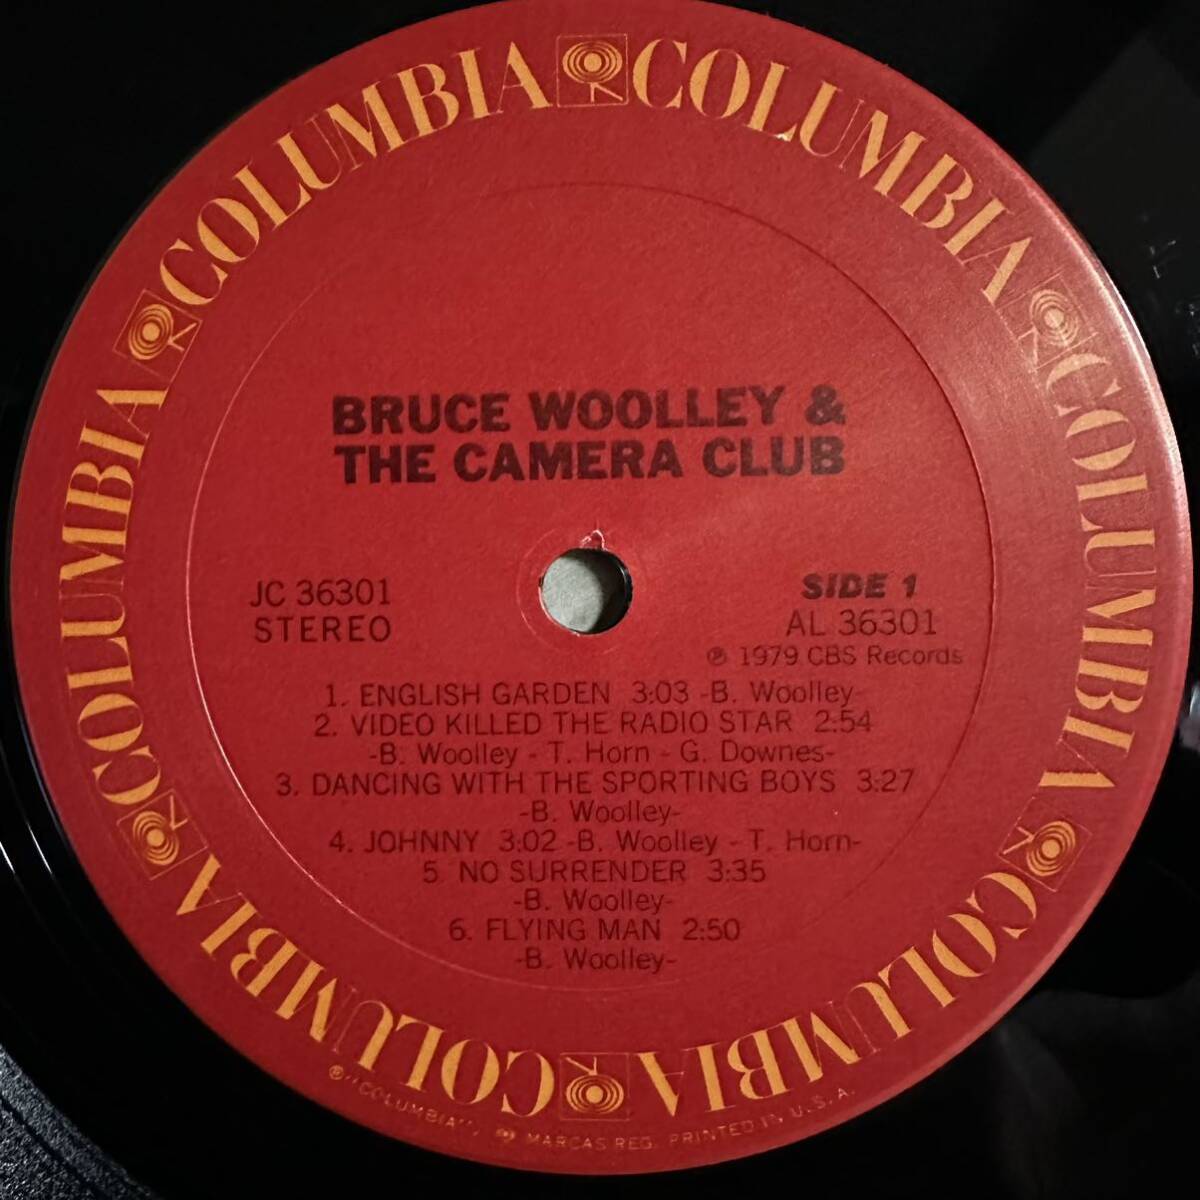 COLUMBIA COLUMBIA COLUMBIA COLUMBIA COLUMBIA COLUMBIA
BRUCE WOOLLEY &
THE CAMERA CLUB
JC 36301
STEREO
SIDE 1
AL 36301
℗ 1979 CBS Records
1. ENGLISH GARDEN 3:03 -B. Woolley-
2. VIDEO KILLED THE RADIO STAR 2:54
-B. Woolley - T. Horn - G. Downes-
3. DANCING WITH THE SPORTING BOYS 3:27
-B. Woolley-
4. JOHNNY 3:02 -B. Woolley - T. Horn-
5. NO SURRENDER 3:35
-B. Woolley-
6. FLYING MAN 2:50
-B. Woolley-
®"COLUMBIA", MARCAS REG. PRINTED IN U.S.A.